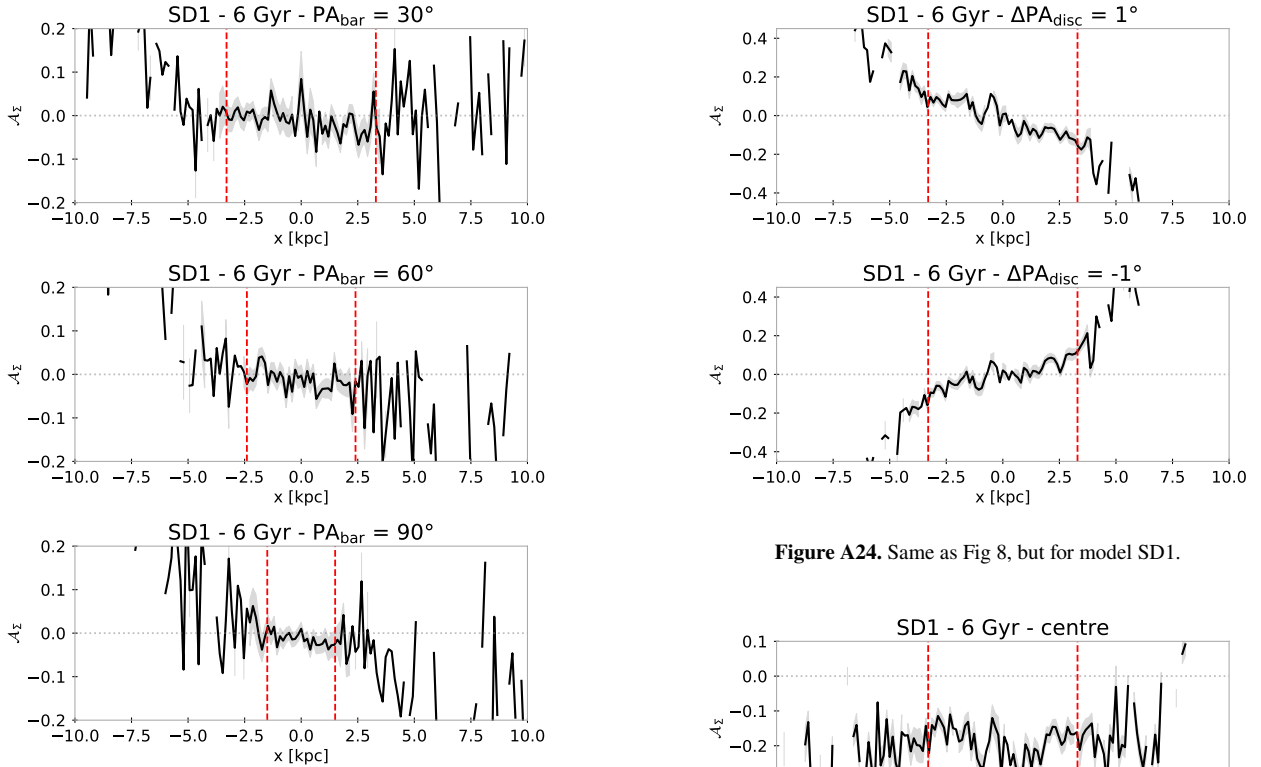 SD1 - 6 Gyr - PA_bar = 30°
0.2
0.1
0.0
−0.1
−0.2
𝒜_Σ
−10.0 −7.5 −5.0 −2.5 0.0 2.5 5.0 7.5 10.0
x [kpc]
SD1 - 6 Gyr - PA_bar = 60°
0.2
0.1
0.0
−0.1
−0.2
𝒜_Σ
−10.0 −7.5 −5.0 −2.5 0.0 2.5 5.0 7.5 10.0
x [kpc]
SD1 - 6 Gyr - PA_bar = 90°
0.2
0.1
0.0
−0.1
−0.2
𝒜_Σ
−10.0 −7.5 −5.0 −2.5 0.0 2.5 5.0 7.5 10.0
x [kpc]
SD1 - 6 Gyr - ΔPA_disc = 1°
0.4
0.2
0.0
−0.2
−0.4
𝒜_Σ
−10.0 −7.5 −5.0 −2.5 0.0 2.5 5.0 7.5 10.0
x [kpc]
SD1 - 6 Gyr - ΔPA_disc = -1°
0.4
0.2
0.0
−0.2
−0.4
𝒜_Σ
−10.0 −7.5 −5.0 −2.5 0.0 2.5 5.0 7.5 10.0
x [kpc]
Figure A24. Same as Fig 8, but for model SD1.
SD1 - 6 Gyr - centre
0.1
0.0
−0.1
−0.2
𝒜_Σ